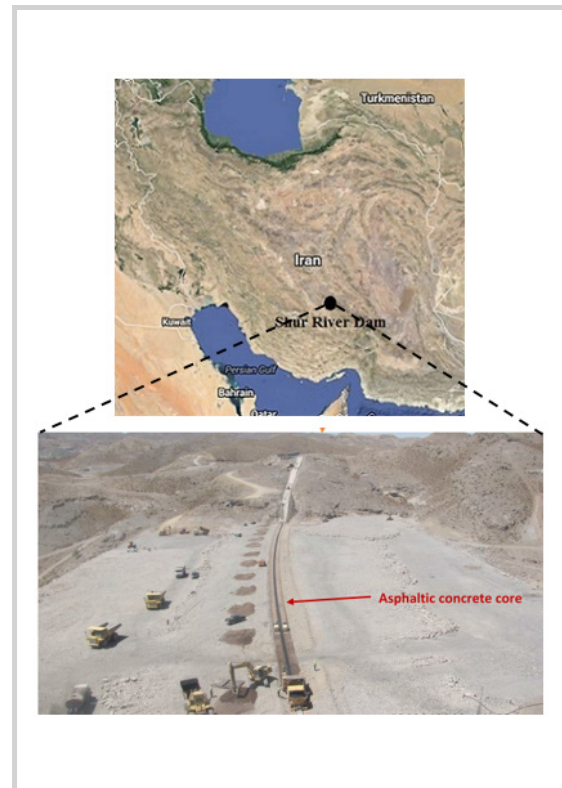 Turkmenistan
Iran
Shur River Dam
Kuwait
Persian Gulf
Bahrain
Qatar
Asphaltic concrete core